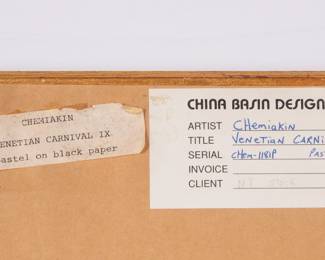 CHEMIAKIN
VENETIAN CARNIVAL IX
pastel on black paper
CHINA BASIN DESIGN
ARTIST Chemiakin
TITLE Venetian Carni
SERIAL Chem-1181P Pas
INVOICE
CLIENT